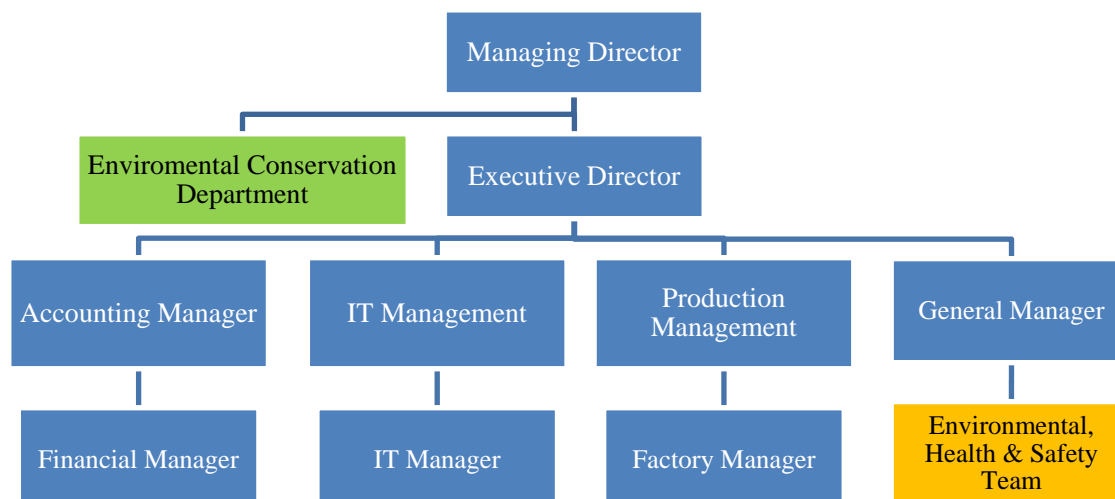 Managing Director
Enviromental Conservation
Department
Executive Director
Accounting Manager
IT Management
Production
Management
General Manager
Financial Manager
IT Manager
Factory Manager
Environmental,
Health & Safety
Team